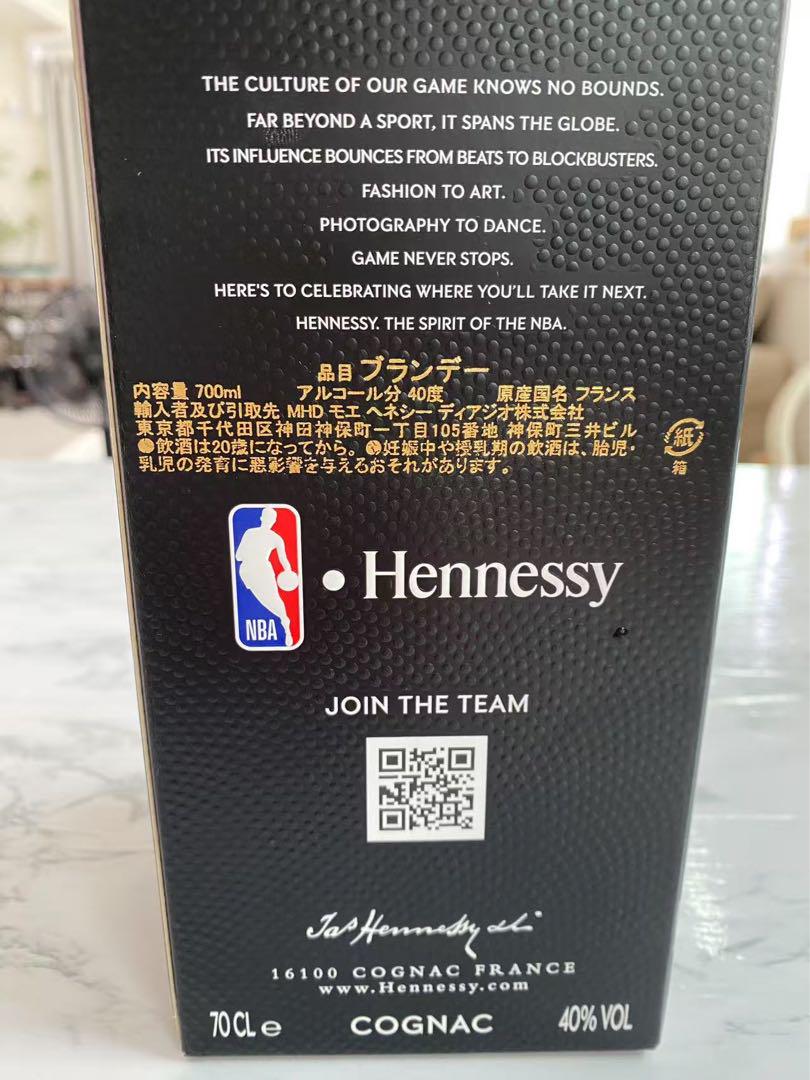 THE CULTURE OF OUR GAME KNOWS NO BOUNDS.
FAR BEYOND A SPORT, IT SPANS THE GLOBE.
ITS INFLUENCE BOUNCES FROM BEATS TO BLOCKBUSTERS.
FASHION TO ART.
PHOTOGRAPHY TO DANCE.
GAME NEVER STOPS.
HERE'S TO CELEBRATING WHERE YOU'LL TAKE IT NEXT.
HENNESSY. THE SPIRIT OF THE NBA.
品目 ブランデー
内容量 700ml アルコール分 40度 原産国名 フランス
輸入者及び引取先 MHD モエ ヘネシー ディアジオ株式会社
東京都千代田区神田神保町一丁目105番地 神保町三井ビル
●飲酒は20歳になってから。●妊娠中や授乳期の飲酒は、胎児・
乳児の発育に悪影響を与えるおそれがあります。
紙
箱
NBA • Hennessy
JOIN THE TEAM
Jas Hennessy & Co
16100 COGNAC FRANCE
www.Hennessy.com
70 CL e COGNAC 40% VOL